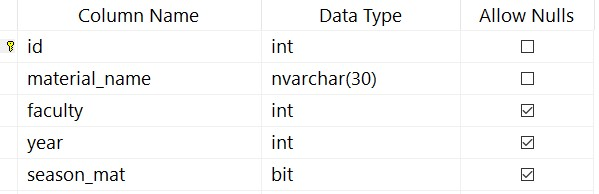 Column Name Data Type Allow Nulls
id int
material_name nvarchar(30)
faculty int
year int
season_mat bit